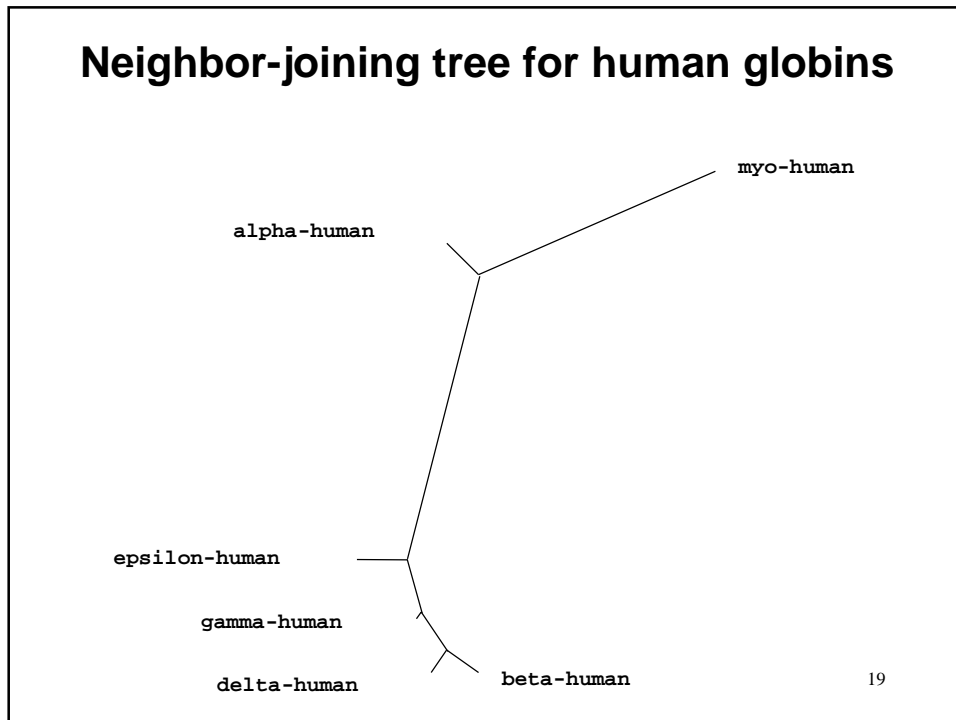 Neighbor-joining tree for human globins
myo-human
alpha-human
epsilon-human
gamma-human
delta-human
beta-human
19